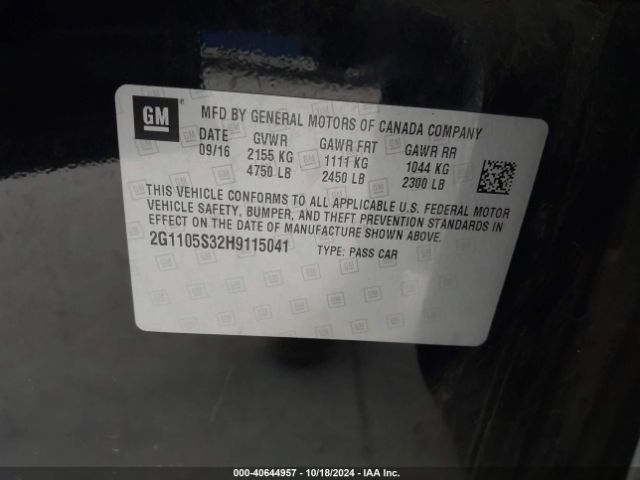 GM
MFD BY GENERAL MOTORS OF CANADA COMPANY
DATE GVWR GAWR FRT GAWR RR
09/16 2155 KG 1111 KG 1044 KG
4750 LB 2450 LB 2300 LB
THIS VEHICLE CONFORMS TO ALL APPLICABLE U.S. FEDERAL MOTOR
VEHICLE SAFETY, BUMPER, AND THEFT PREVENTION STANDARDS IN
EFFECT ON THE DATE OF MANUFACTURE SHOWN ABOVE.
2G1105S32H9115041 TYPE: PASS CAR
000-40644957 - 10/18/2024 - IAA Inc.